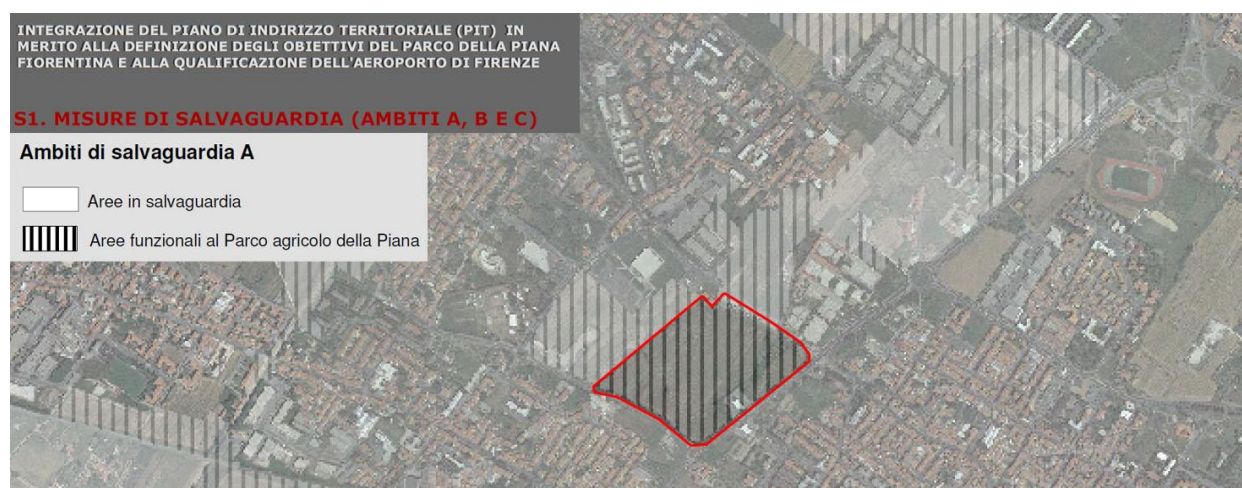 INTEGRAZIONE DEL PIANO DI INDIRIZZO TERRITORIALE (PIT) IN
MERITO ALLA DEFINIZIONE DEGLI OBIETTIVI DEL PARCO DELLA PIANA
FIORENTINA E ALLA QUALIFICAZIONE DELL'AEROPORTO DI FIRENZE
S1. MISURE DI SALVAGUARDIA (AMBITI A, B E C)
Ambiti di salvaguardia A
Aree in salvaguardia
Aree funzionali al Parco agricolo della Piana